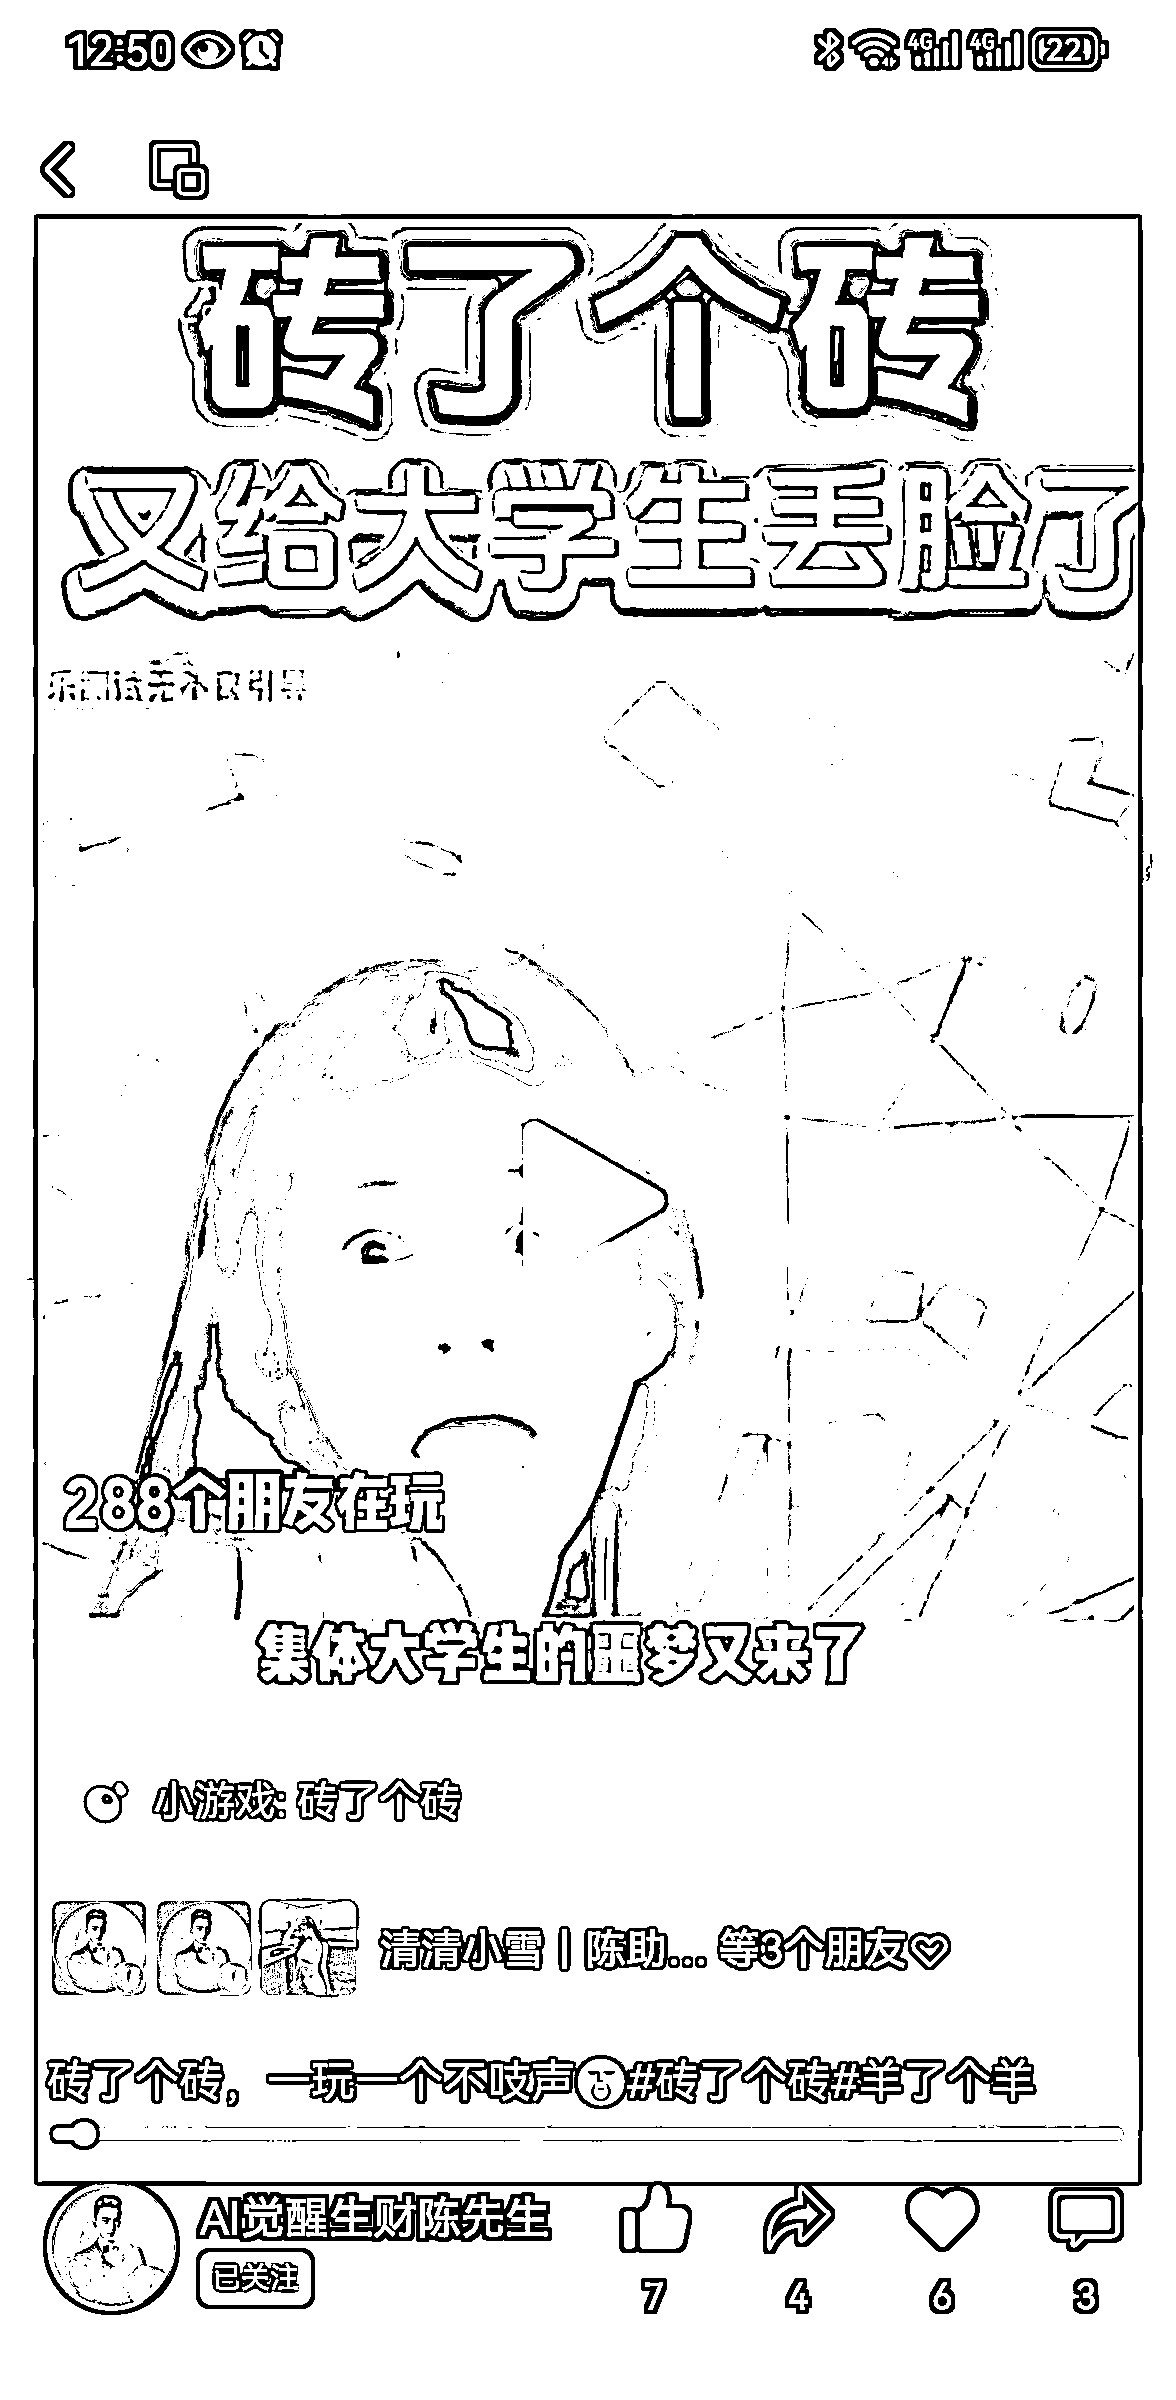 12:50
4G 4G 22
砖了个砖
又给大学生丢脸了
288个朋友在玩
集体大学生的噩梦又来了
小游戏: 砖了个砖
清清小雪 | 陈助... 等3个朋友♡
砖了个砖，一玩一个不吱声#砖了个砖#羊了个羊
AI觉醒生财陈先生
已关注
7 4 6 3